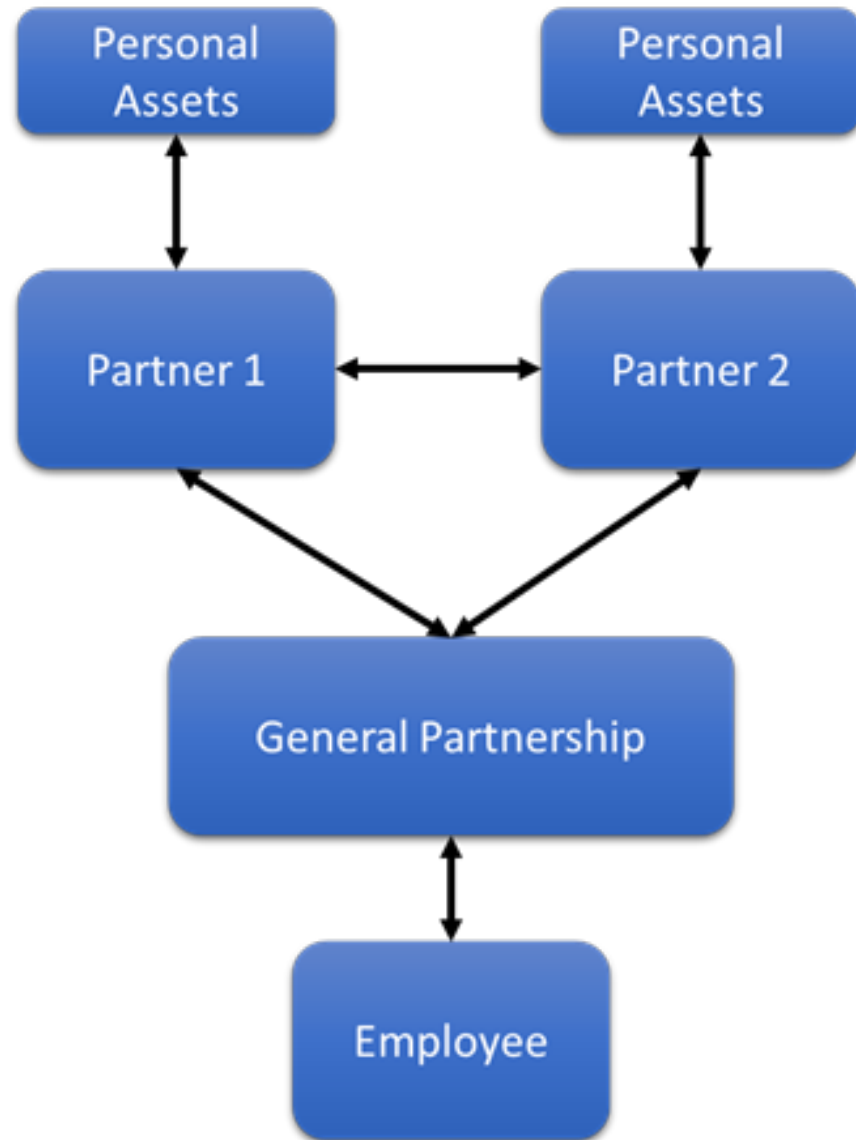 Personal
Assets
Personal
Assets
Partner 1
Partner 2
General Partnership
Employee